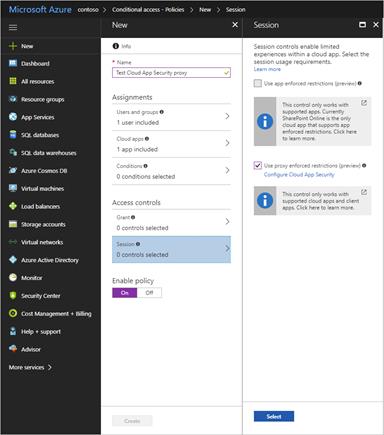 Microsoft Azure contoso > Conditional access - Policies > New > Session
New
Dashboard
All resources
Resource groups
App Services
SQL databases
SQL data warehouses
Azure Cosmos DB
Virtual machines
Load balancers
Storage accounts
Virtual networks
Azure Active Directory
Monitor
Security Center
Cost Management + Billing
Help + support
Advisor
More services >
New
Info
* Name
Test Cloud App Security proxy
Assignments
Users and groups
1 user included
Cloud apps
1 app included
Conditions
0 conditions selected
Access controls
Grant
0 controls selected
Session
0 controls selected
Enable policy
On Off
Create
Session
Session controls enable limited
experiences within a cloud app. Select the
session usage requirements.
Learn more
Use app enforced restrictions (preview)
This control only works with
supported apps. Currently
SharePoint Online is the only
cloud app that supports app
enforced restrictions. Click here
to learn more.
Use proxy enforced restrictions (preview)
Configure Cloud App Security
This control only works with
supported cloud apps and client
apps. Click here to learn more.
Select